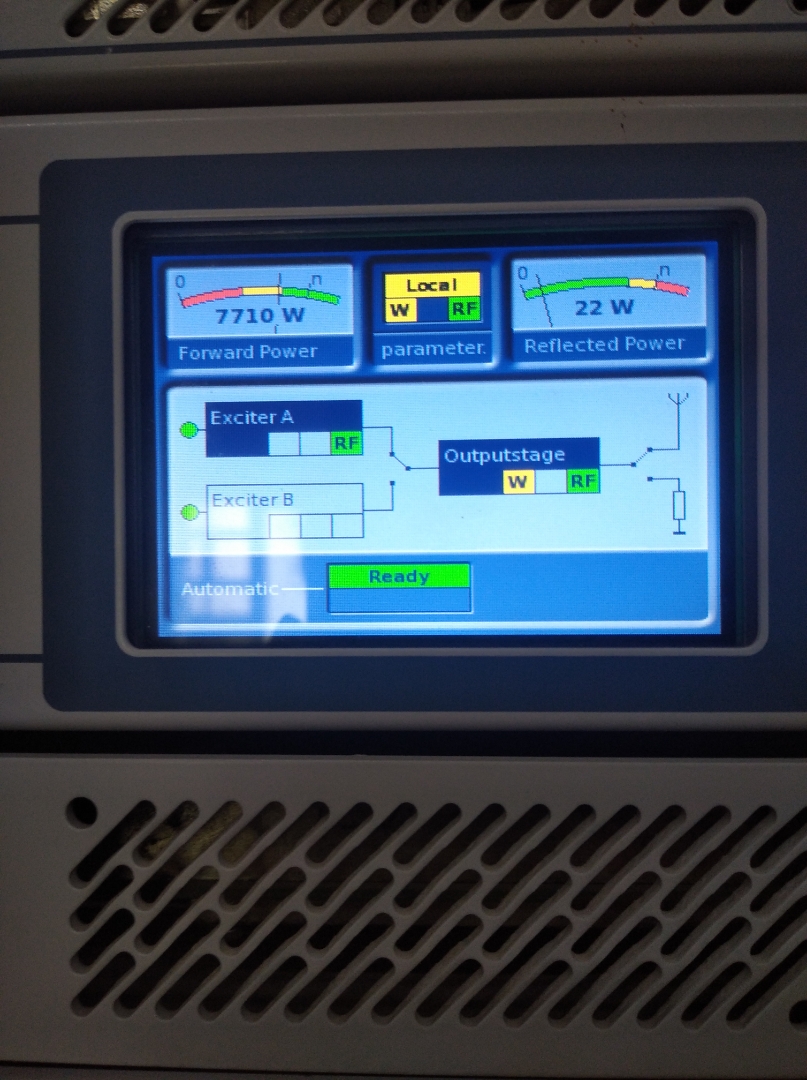 0 n
7710 W
Forward Power
Local
W RF
parameter.
0 n
22 W
Reflected Power
Exciter A
RF
Exciter B
Outputstage
W RF
Automatic
Ready